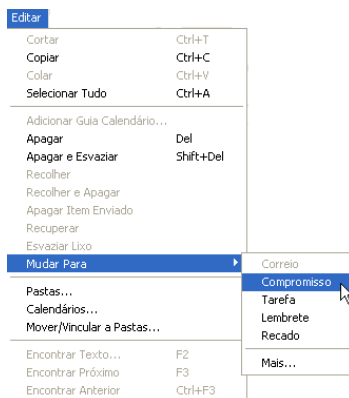 Editar
Cortar Ctrl+T
Copiar Ctrl+C
Colar Ctrl+V
Selecionar Tudo Ctrl+A
Adicionar Guia Calendário...
Apagar Del
Apagar e Esvaziar Shift+Del
Recolher
Recolher e Apagar
Apagar Item Enviado
Recuperar
Esvaziar Lixo
Mudar Para
Correio
Compromisso
Tarefa
Lembrete
Recado
Mais...
Pastas...
Calendários...
Mover/Vincular a Pastas...
Encontrar Texto... F2
Encontrar Próximo F3
Encontrar Anterior Ctrl+F3